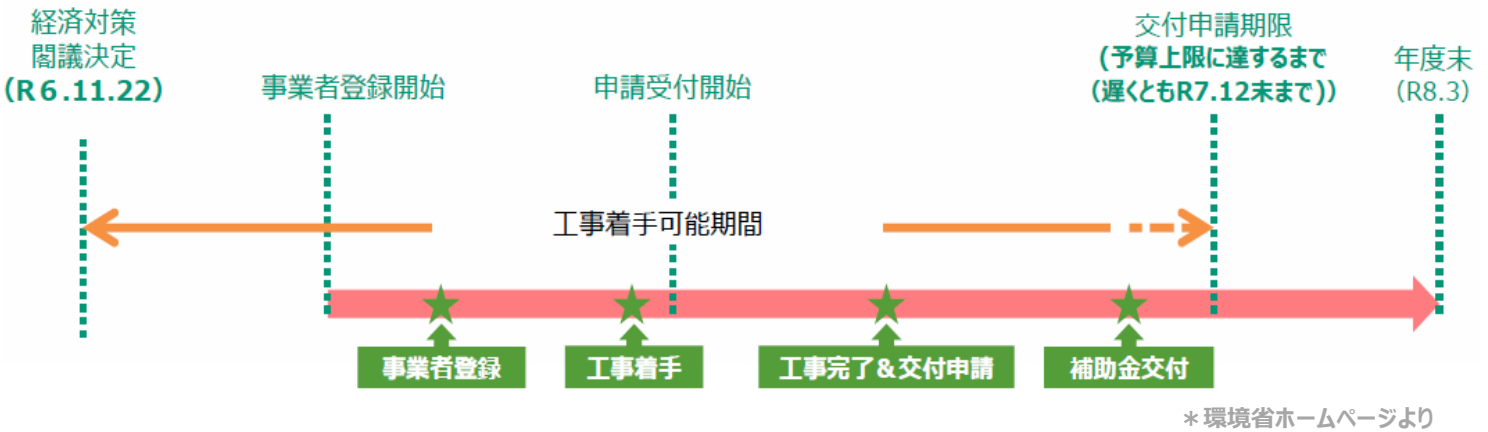 経済対策
閣議決定
（R６.11.22）
事業者登録開始
申請受付開始
交付申請期限
（予算上限に達するまで
（遅くともR7.12末まで））
年度末
（R8.3）
工事着手可能期間
事業者登録
工事着手
工事完了＆交付申請
補助金交付
＊環境省ホームページより